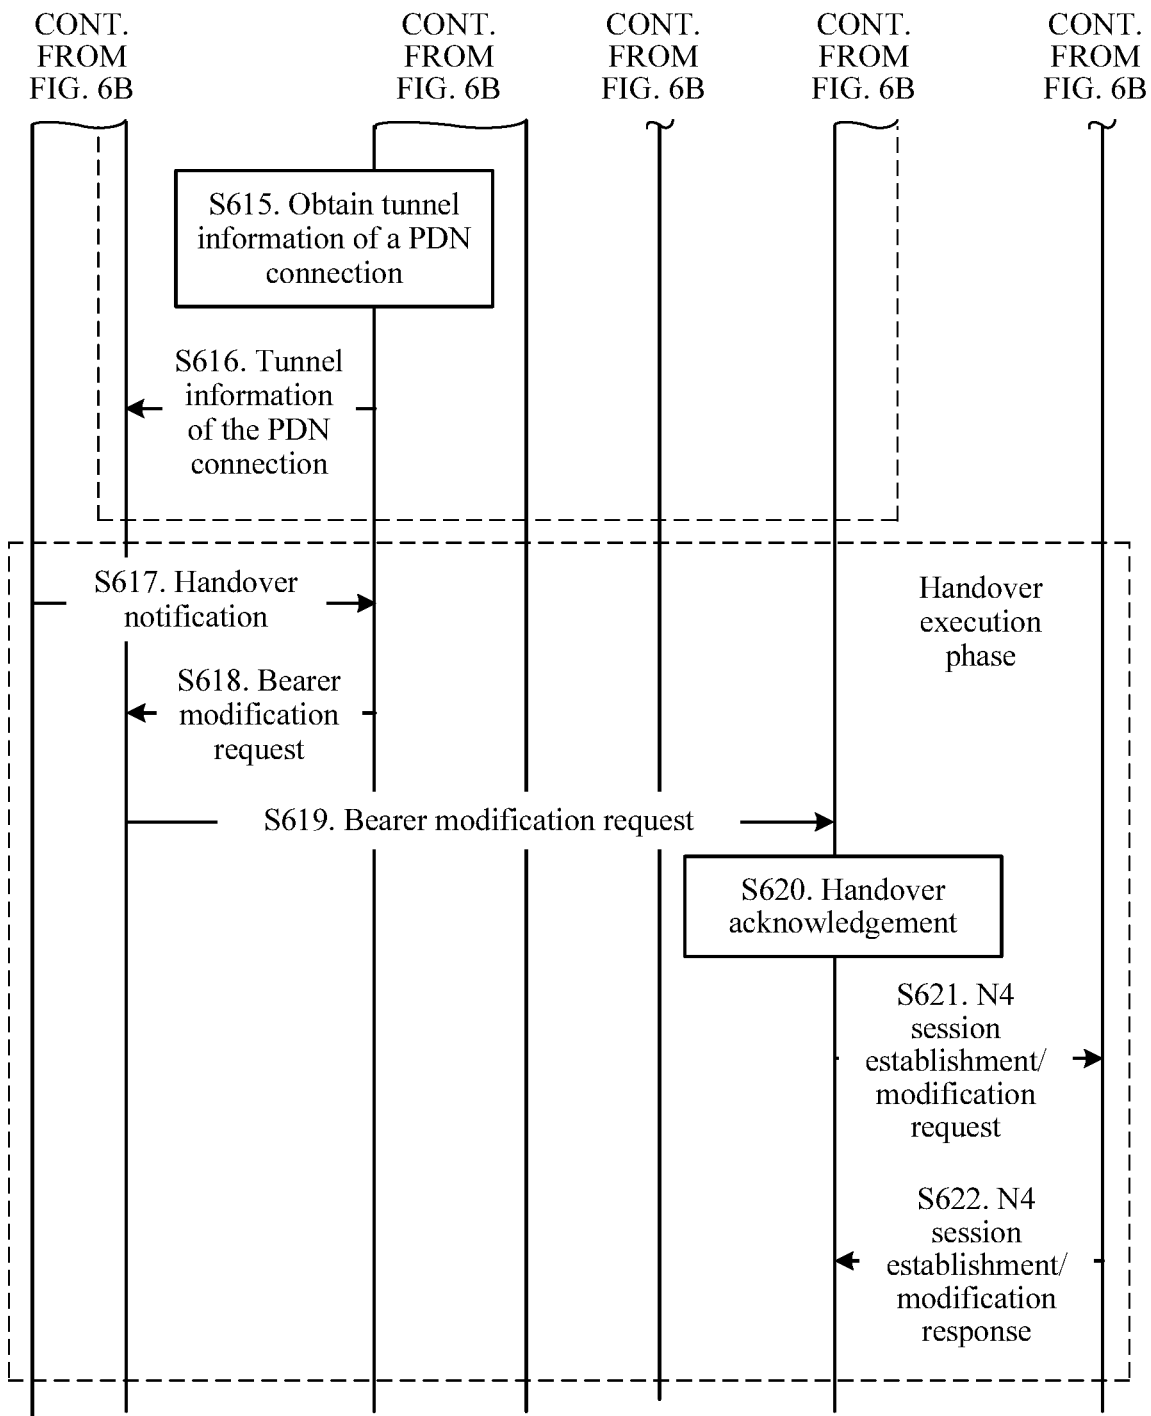 CONT.
FROM
FIG. 6B
CONT.
FROM
FIG. 6B
CONT.
FROM
FIG. 6B
CONT.
FROM
FIG. 6B
CONT.
FROM
FIG. 6B
S615. Obtain tunnel
information of a PDN
connection
S616. Tunnel
information
of the PDN
connection
S617. Handover
notification
Handover
execution
phase
S618. Bearer
modification
request
S619. Bearer modification request
S620. Handover
acknowledgement
S621. N4
session
establishment/
modification
request
S622. N4
session
establishment/
modification
response